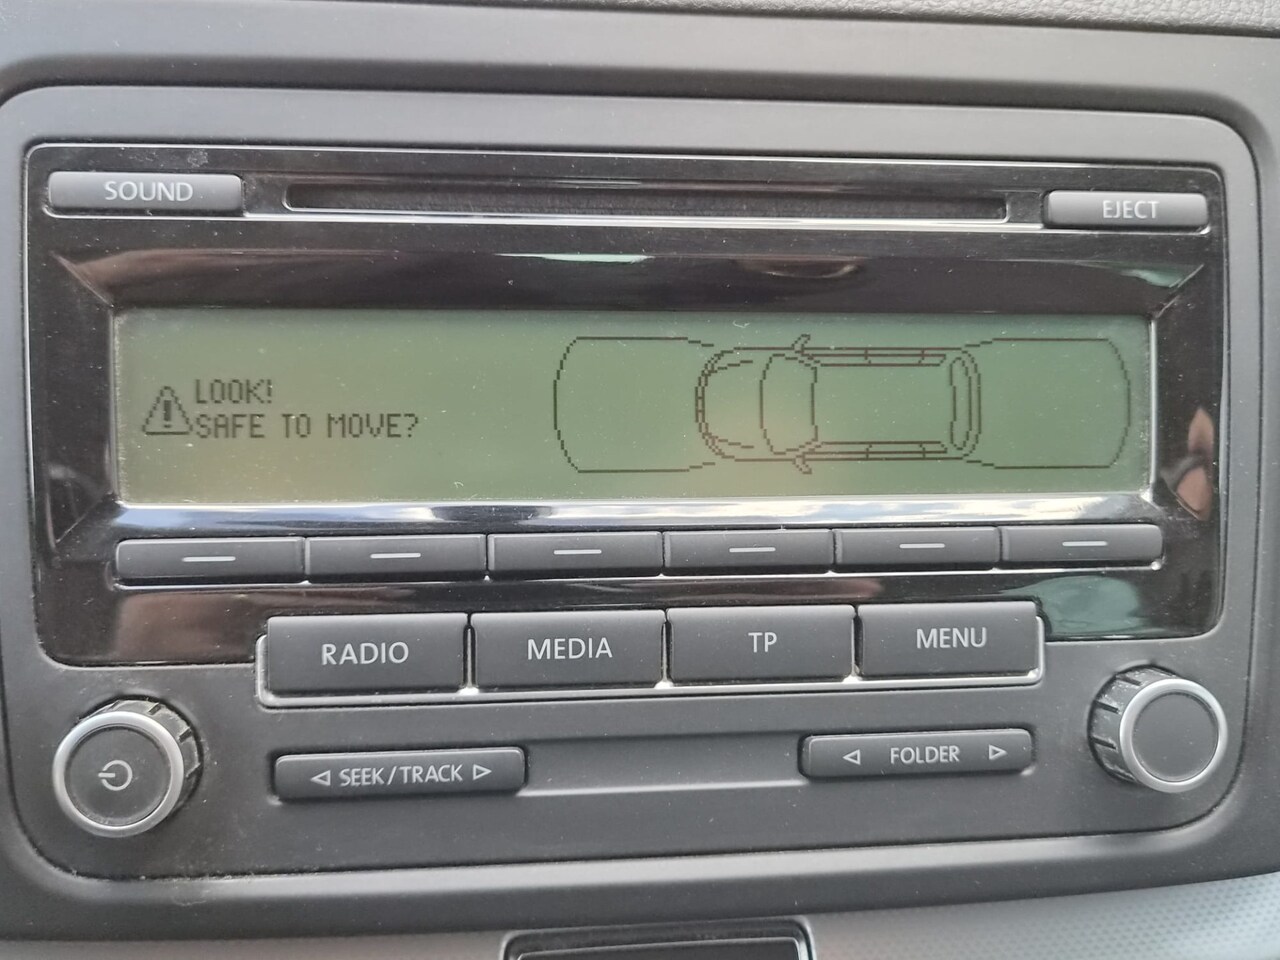 SOUND
EJECT
LOOK!
SAFE TO MOVE?
RADIO
MEDIA
TP
MENU
SEEK/TRACK
FOLDER